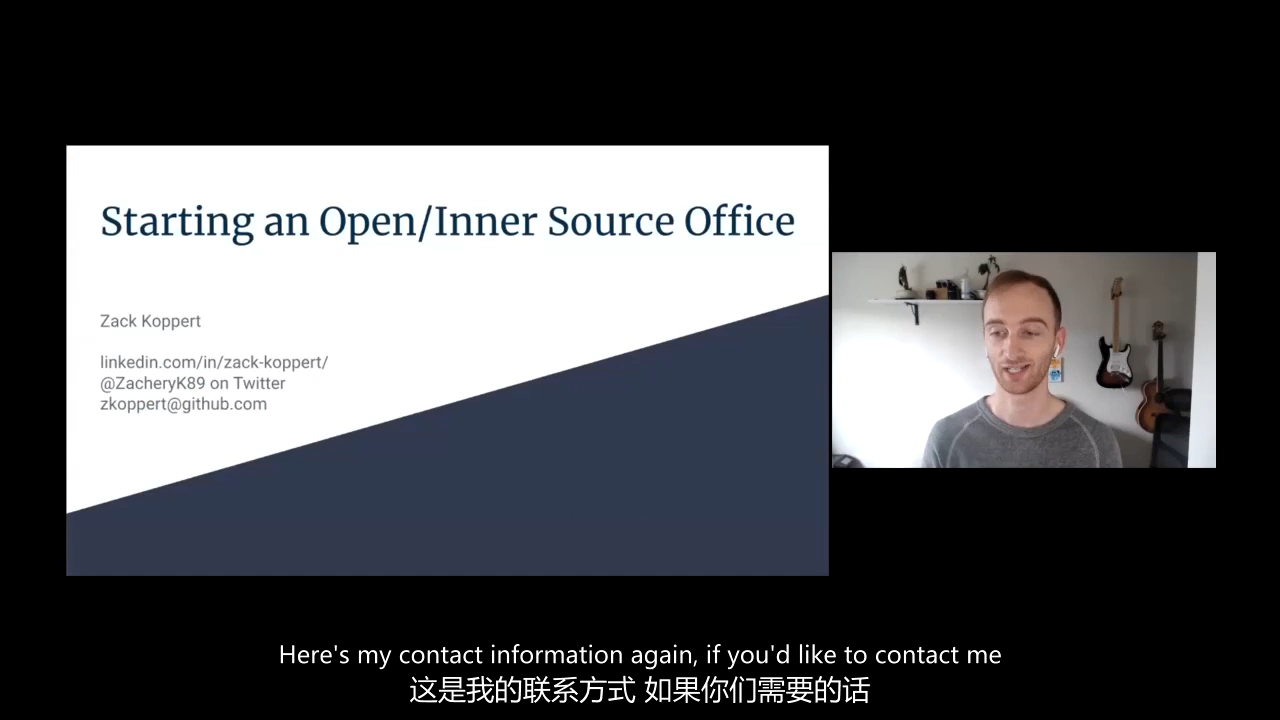 Starting an Open/Inner Source Office
Zack Koppert
linkedin.com/in/zack-koppert/
@ZacheryK89 on Twitter
zkoppert@github.com
Here's my contact information again, if you'd like to contact me
这是我的联系方式 如果你们需要的话